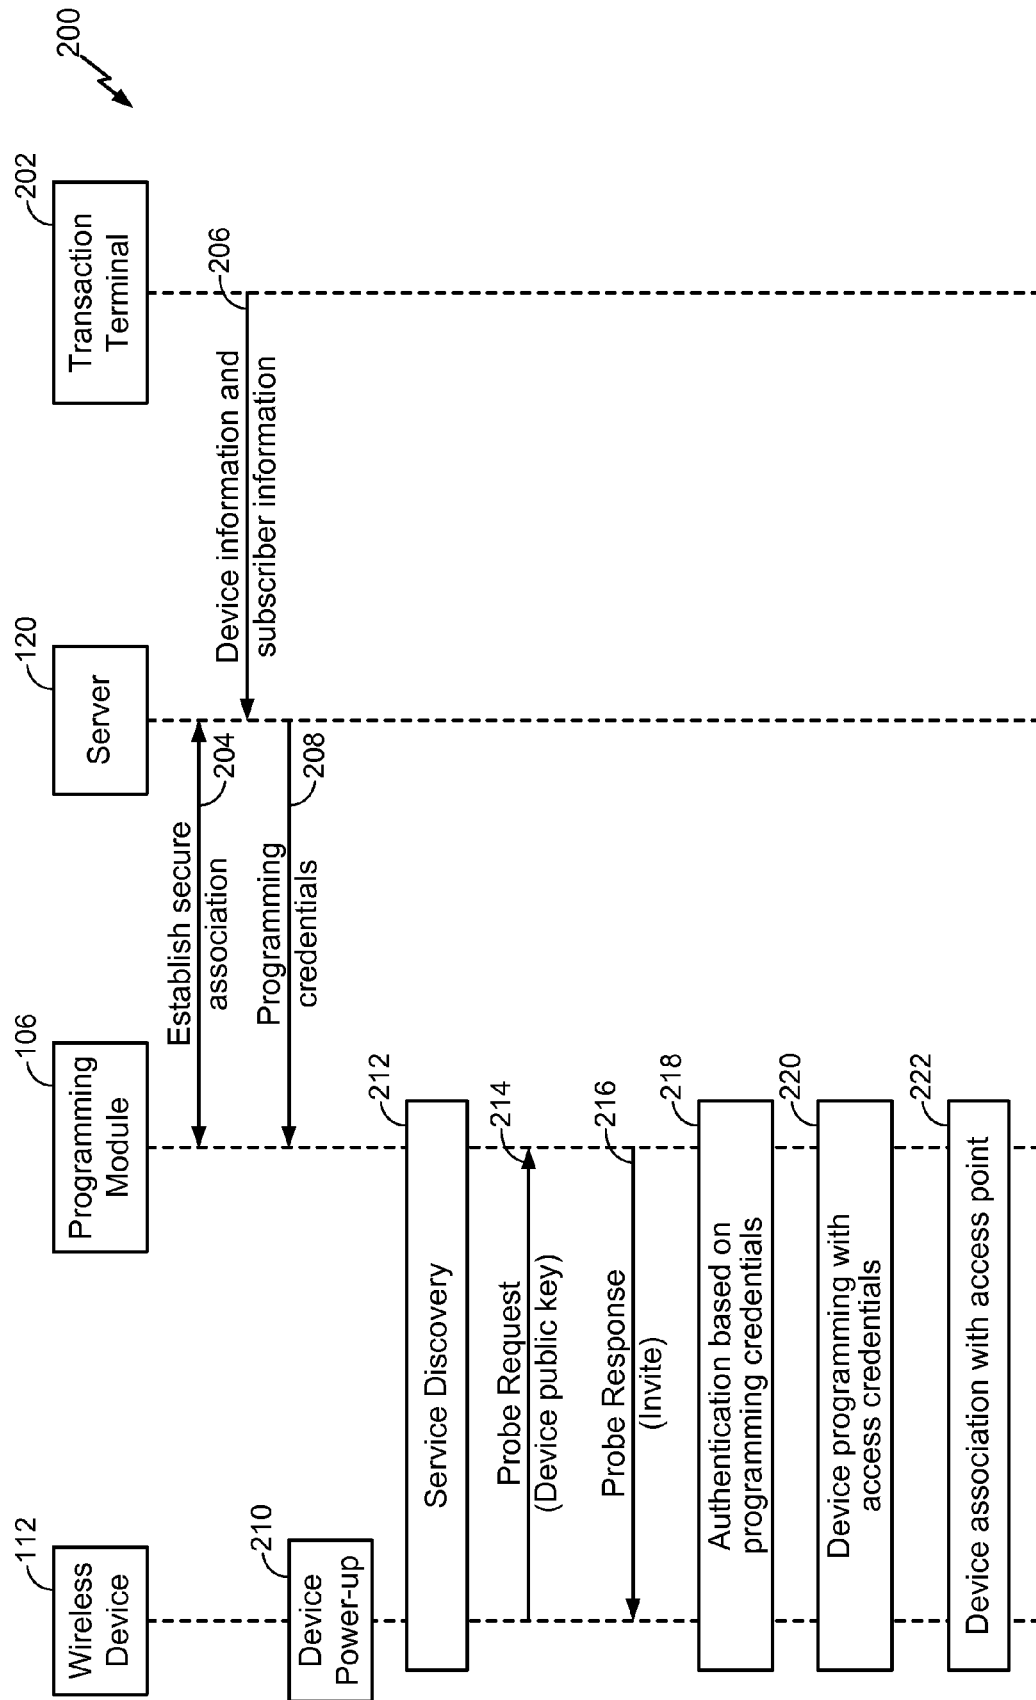 200
112
Wireless
Device
106
Programming
Module
120
Server
202
Transaction
Terminal
Establish secure
association
204
Device information and
subscriber information
206
Programming
credentials
208
210
Device
Power-up
212
Service Discovery
Probe Request
(Device public key)
214
Probe Response
(Invite)
216
218
Authentication based on
programming credentials
220
Device programming with
access credentials
222
Device association with access point